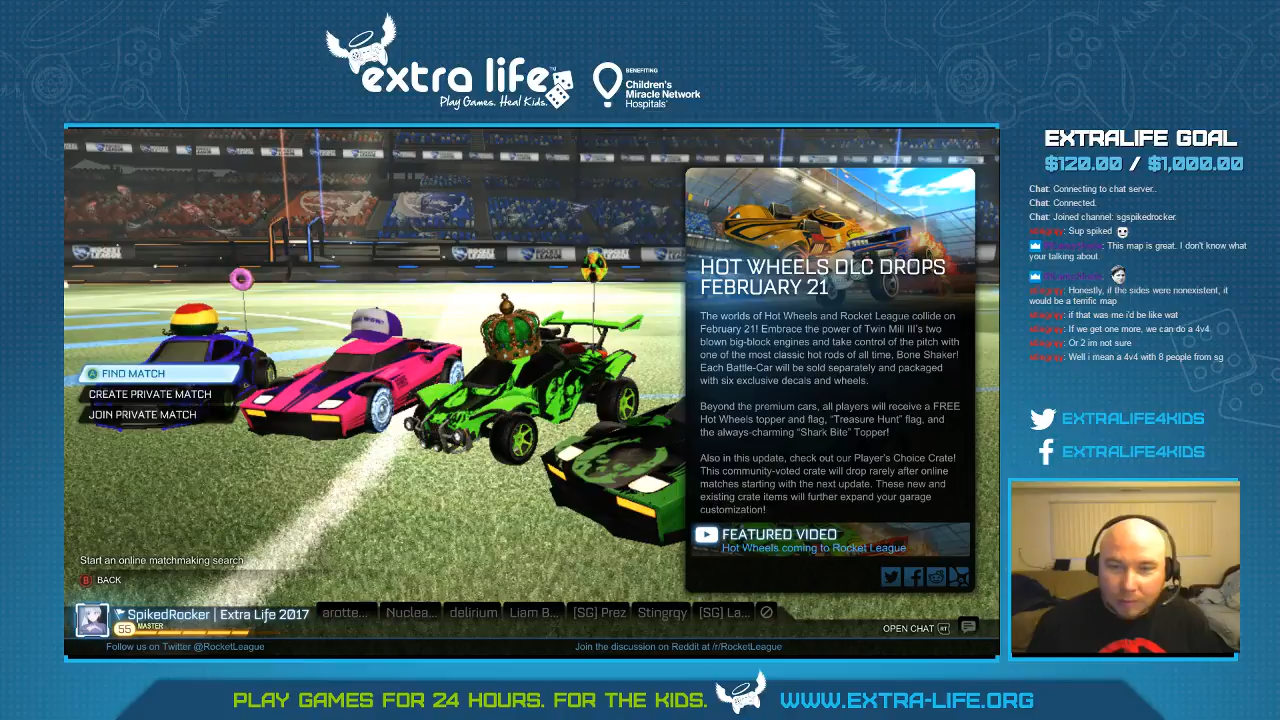 extra life
Play Games. Heal Kids.
BENEFITING
Children's
Miracle Network
Hospitals
EXTRALIFE GOAL
$120.00 / $1,000.00
Chat: Connecting to chat server..
Chat: Connected.
Chat: Joined channel: sgspikedrocker.
: Sup spiked
: This map is great. I don't know what
your talking about.
: Honestly, if the sides were nonexistent, it
would be a terrific map
: if that was me i'd be like wat
: If we get one more, we can do a 4v4
: Or 2 im not sure
: Well i mean a 4v4 with 8 people from sg
EXTRALIFE4KIDS
EXTRALIFE4KIDS
ROCKET LEAGUE
HOT WHEELS DLC DROPS
FEBRUARY 21
The worlds of Hot Wheels and Rocket League collide on
February 21! Embrace the power of Twin Mill III's two
blown big-block engines and take control of the pitch with
one of the most classic hot rods of all time, Bone Shaker!
Each Battle-Car will be sold separately and packaged
with six exclusive decals and wheels.
Beyond the premium cars, all players will receive a FREE
Hot Wheels topper and flag, "Treasure Hunt" flag, and
the always-charming "Shark Bite" Topper!
Also in this update, check out our Player's Choice Crate!
This community-voted crate will drop rarely after online
matches starting with the next update. These new and
existing crate items will further expand your garage
customization!
FEATURED VIDEO
Hot Wheels coming to Rocket League
A FIND MATCH
CREATE PRIVATE MATCH
JOIN PRIVATE MATCH
Start an online matchmaking search
B BACK
SpikedRocker | Extra Life 2017
55 MASTER
arotte... Nuclea... delirium Liam B... [SG] Prez Stingrqy [SG] La...
OPEN CHAT RT
Follow us on Twitter @RocketLeague
Join the discussion on Reddit at /r/RocketLeague
PLAY GAMES FOR 24 HOURS. FOR THE KIDS. WWW.EXTRA-LIFE.ORG